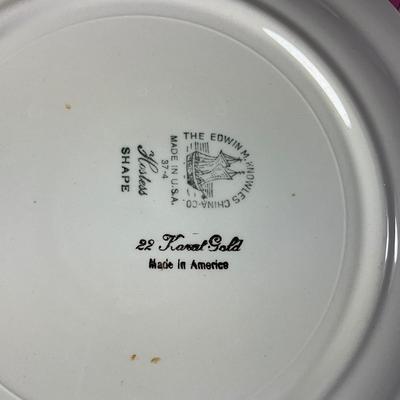 THE EDWIN M. KNOWLES CHINA CO.
MADE IN U.S.A.
37-4
Hostess
SHAPE
22 Karat Gold
Made in America